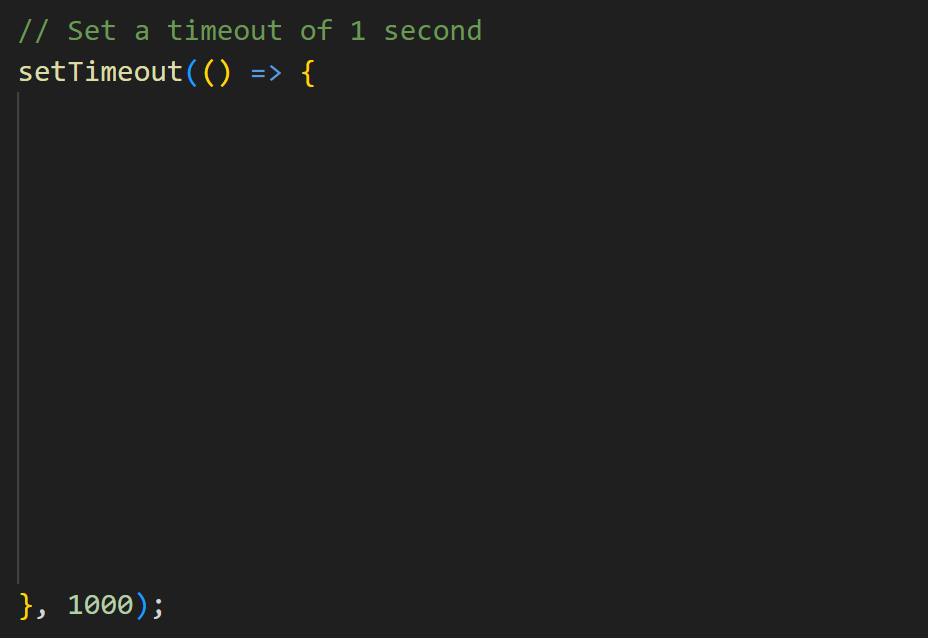 // Set a timeout of 1 second
setTimeout(() => {
}, 1000);